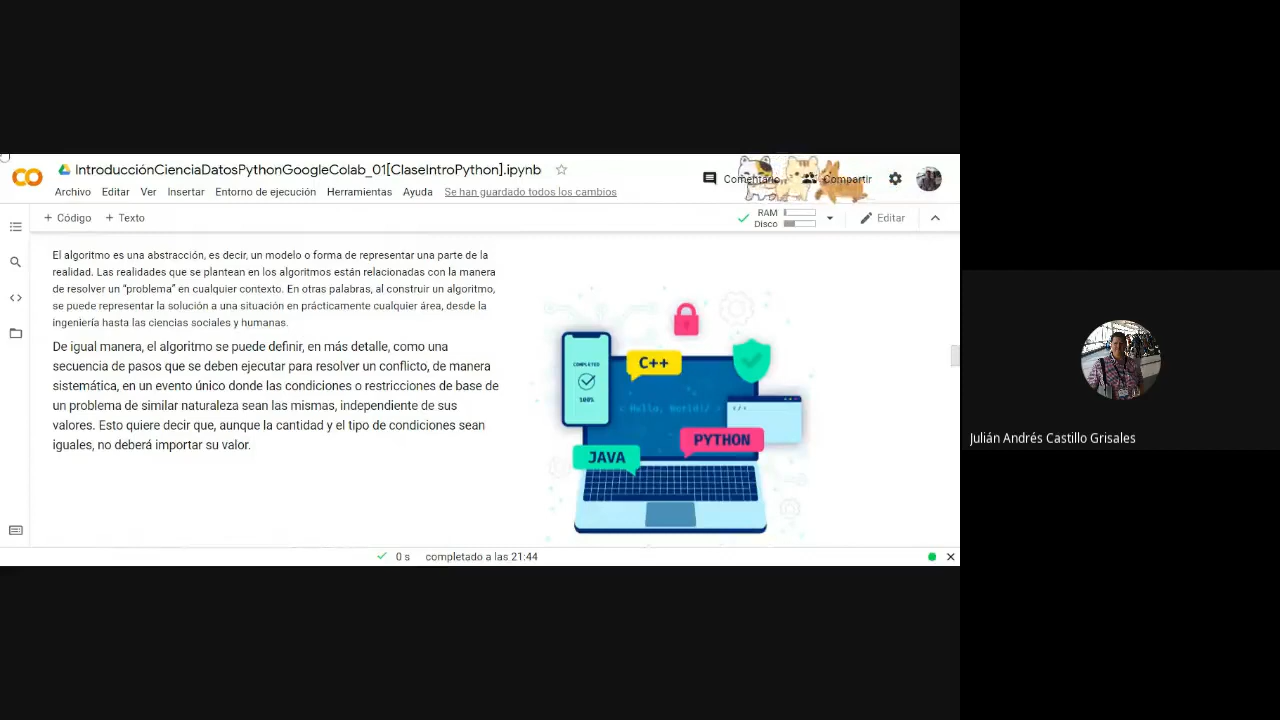 IntroducciónCienciaDatosPythonGoogleColab_01[ClaseIntroPython].ipynb
Archivo Editar Ver Insertar Entorno de ejecución Herramientas Ayuda Se han guardado todos los cambios
Comentario Compartir
+ Código + Texto
RAM
Disco
Editar
El algoritmo es una abstracción, es decir, un modelo o forma de representar una parte de la
realidad. Las realidades que se plantean en los algoritmos están relacionadas con la manera
de resolver un “problema” en cualquier contexto. En otras palabras, al construir un algoritmo,
se puede representar la solución a una situación en prácticamente cualquier área, desde la
ingeniería hasta las ciencias sociales y humanas.
De igual manera, el algoritmo se puede definir, en más detalle, como una
secuencia de pasos que se deben ejecutar para resolver un conflicto, de manera
sistemática, en un evento único donde las condiciones o restricciones de base de
un problema de similar naturaleza sean las mismas, independiente de sus
valores. Esto quiere decir que, aunque la cantidad y el tipo de condiciones sean
iguales, no deberá importar su valor.
COMPLETED
100%
C++
< Hello, World!/ >
</>
PYTHON
JAVA
0 s completado a las 21:44
Julián Andrés Castillo Grisales